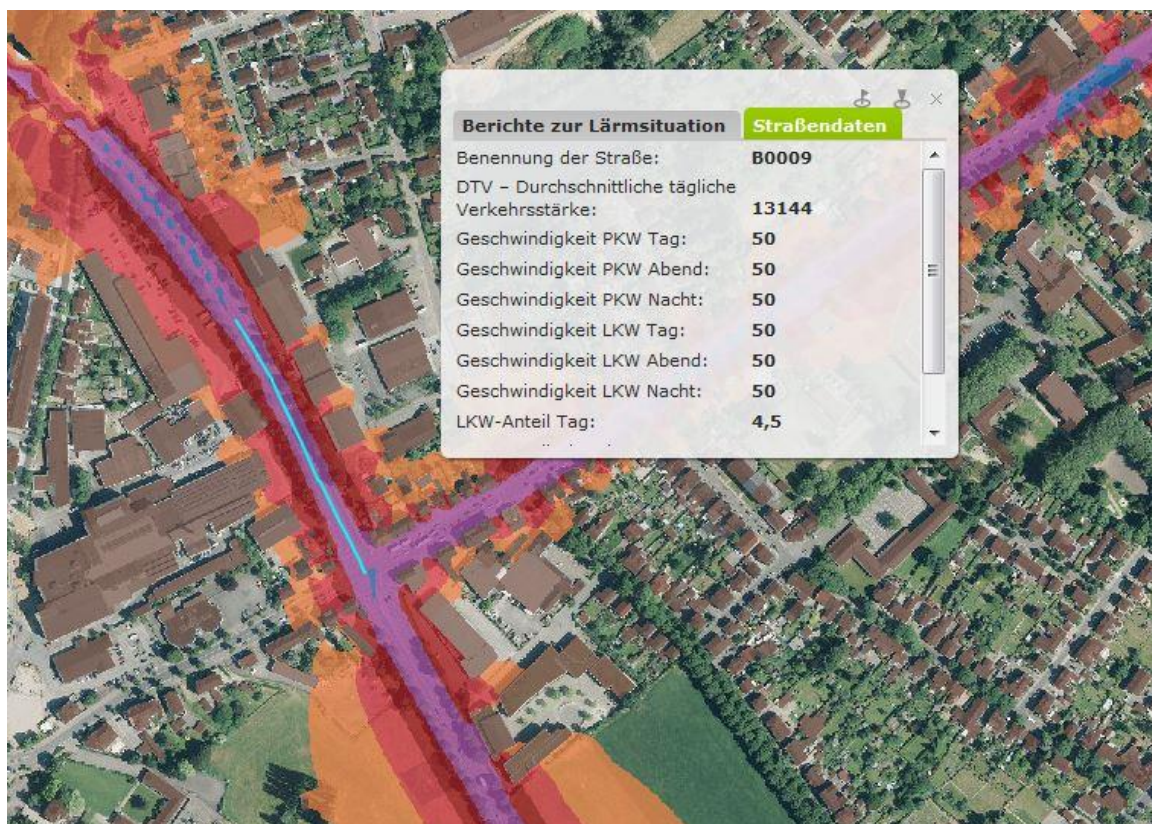 Berichte zur Lärmsituation Straßendaten
Benennung der Straße: B0009
DTV – Durchschnittliche tägliche
Verkehrsstärke: 13144
Geschwindigkeit PKW Tag: 50
Geschwindigkeit PKW Abend: 50
Geschwindigkeit PKW Nacht: 50
Geschwindigkeit LKW Tag: 50
Geschwindigkeit LKW Abend: 50
Geschwindigkeit LKW Nacht: 50
LKW-Anteil Tag: 4,5